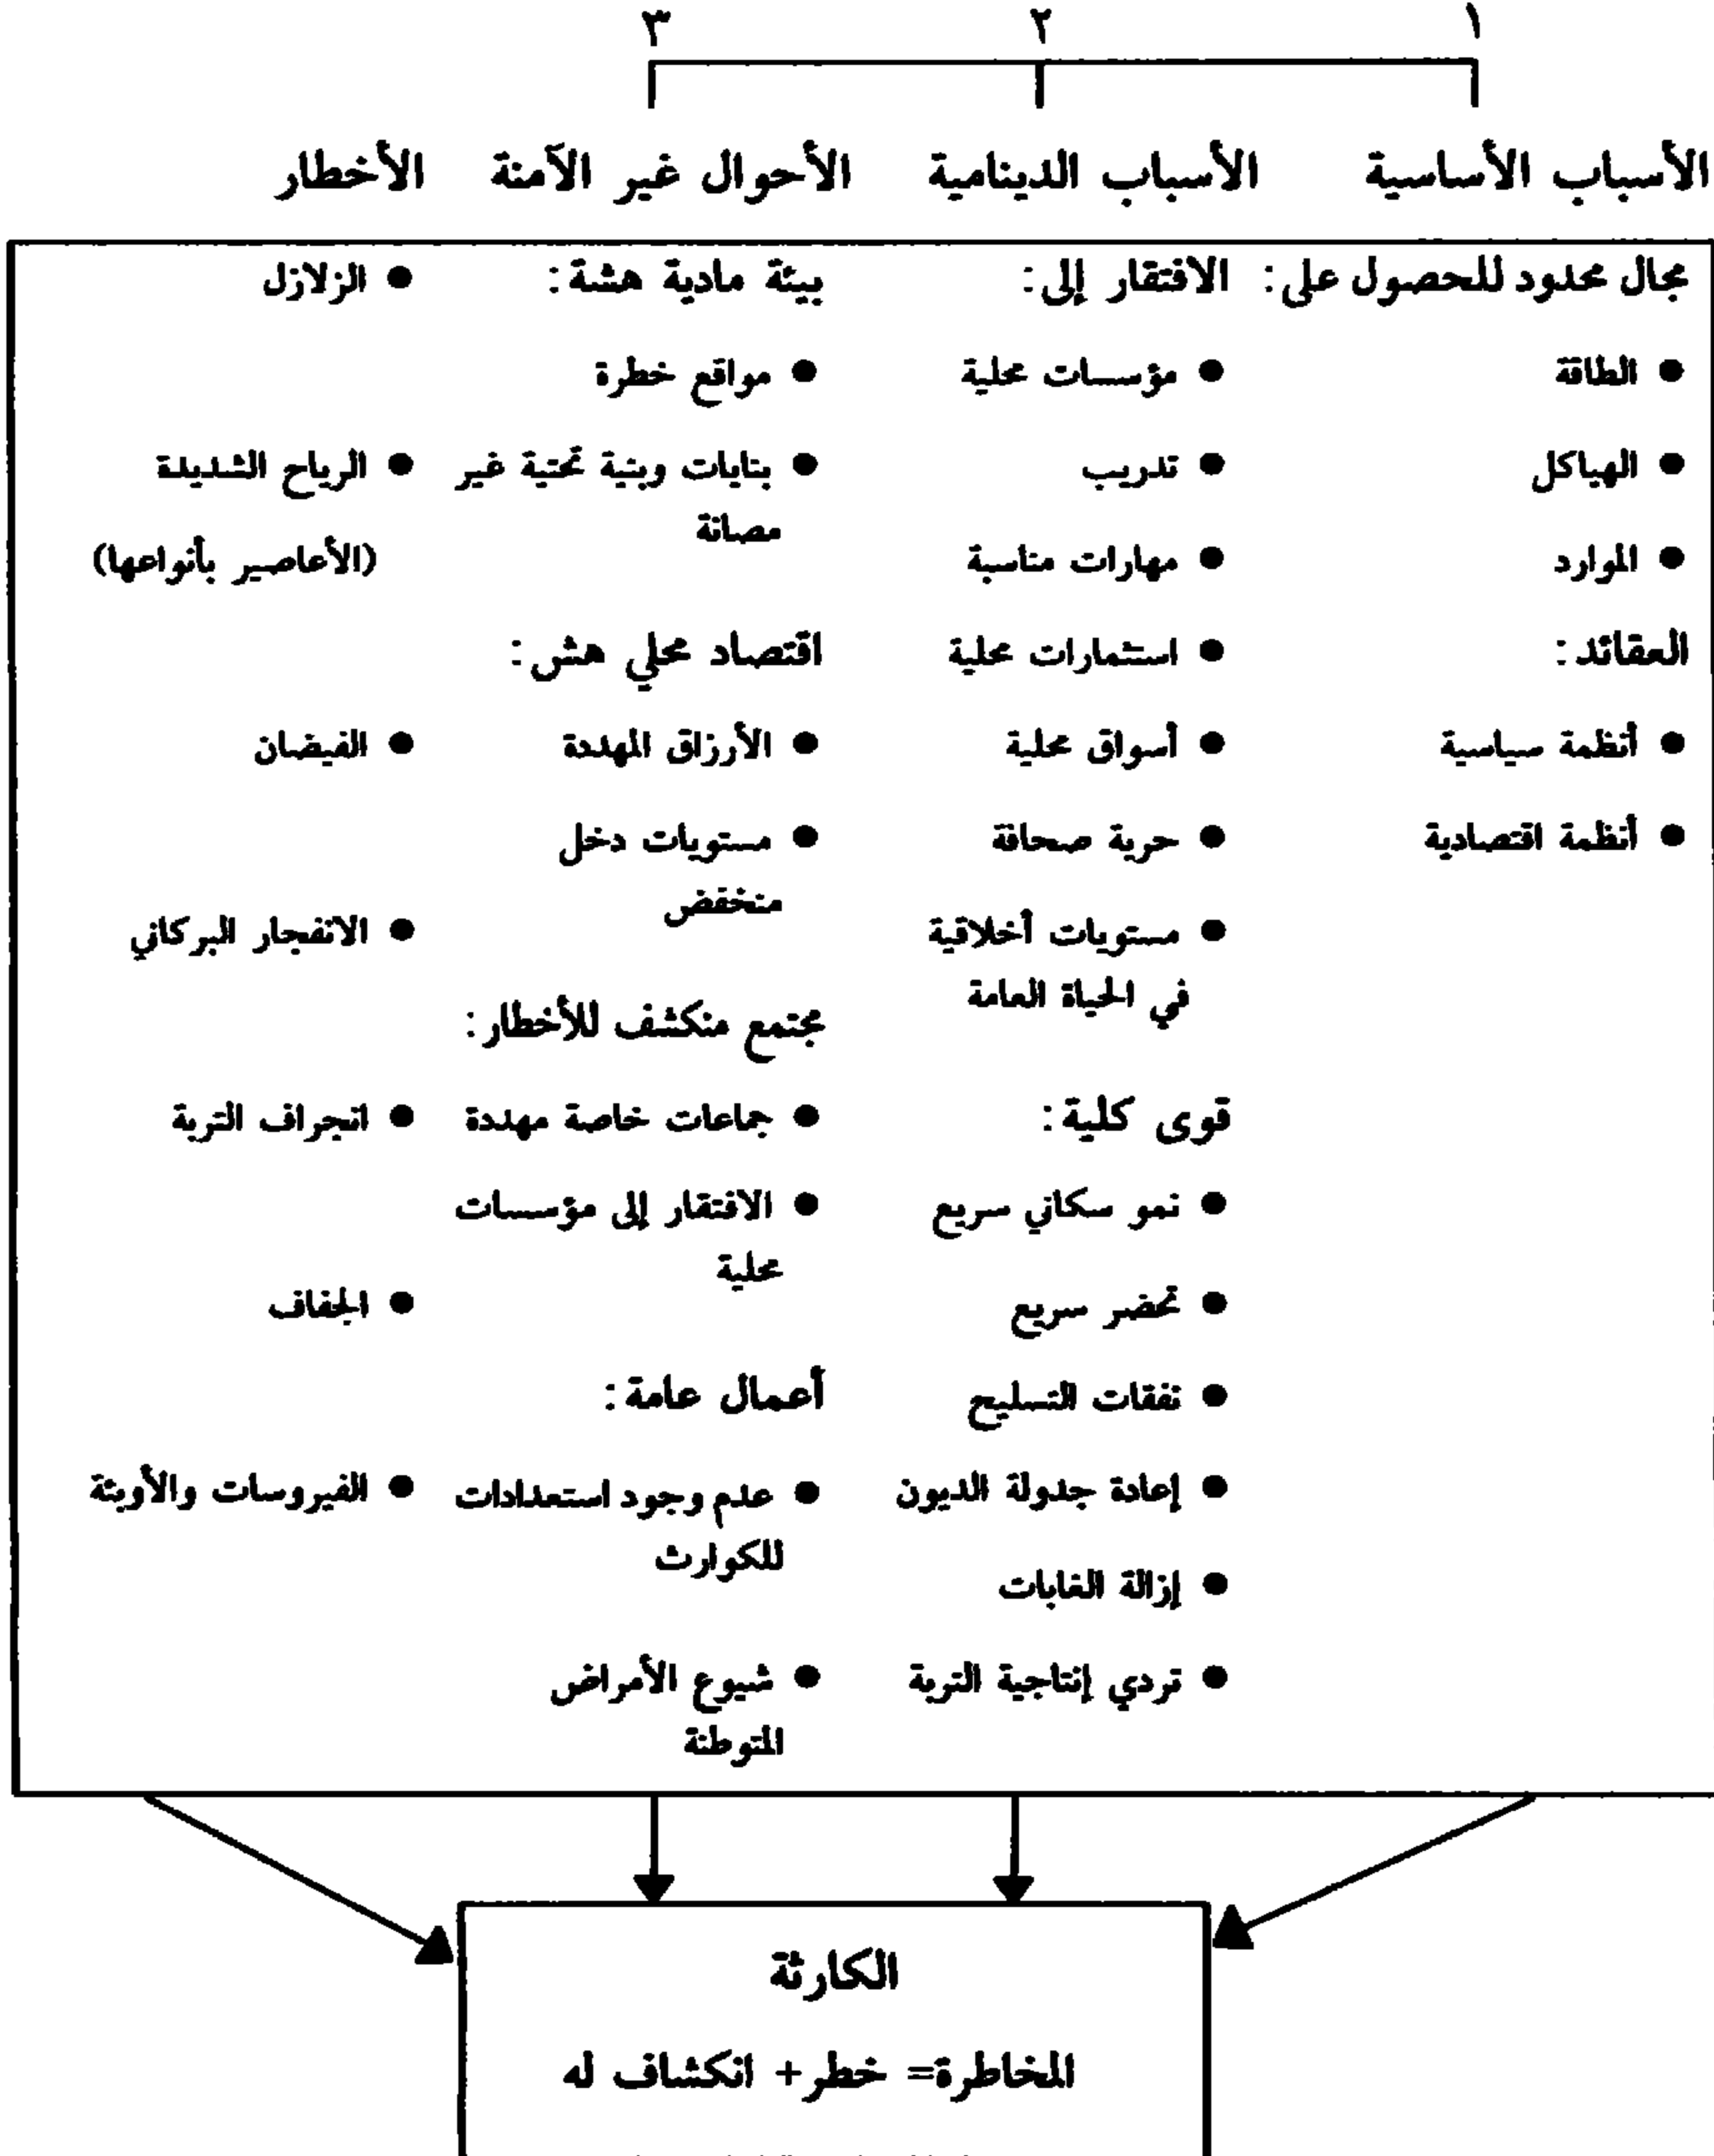 ١
٢
٣
الأسباب الأساسية
الأسباب الدينامية
الأحوال غير الآمنة
الأخطار
مجال محدود للحصول على:
● الطاقة
● الهياكل
● الموارد
العقائد:
● أنظمة سياسية
● أنظمة اقتصادية
الافتقار إلى:
● مؤسسات محلية
● تدريب
● مهارات مناسبة
● استثمارات محلية
● أسواق محلية
● حرية صحافة
● مستويات أخلاقية
في الحياة العامة
قوى كلية:
● نمو سكاني سريع
● تحضر سريع
● نفقات التسليح
● إعادة جدولة الديون
● إزالة الغابات
● تردي إنتاجية التربة
بيئة مادية هشة:
● مواقع خطرة
● بنايات وبنية تحتية غير
مصانة
اقتصاد محلي هش:
● الأرزاق المهددة
● مستويات دخل
منخفض
مجتمع منكشف للأخطار:
● جماعات خاصة مهددة
● الافتقار إلى مؤسسات
محلية
أعمال عامة:
● عدم وجود استعدادات
للكوارث
● شيوع الأمراض
المتوطنة
● الزلازل
● الرياح الشديدة
(الأعاصير بأنواعها)
● الفيضان
● الانفجار البركاني
● انجراف التربة
● الجفاف
● الفيروسات والأوبئة
الكارثة
المخاطرة= خطر+ انكشاف له